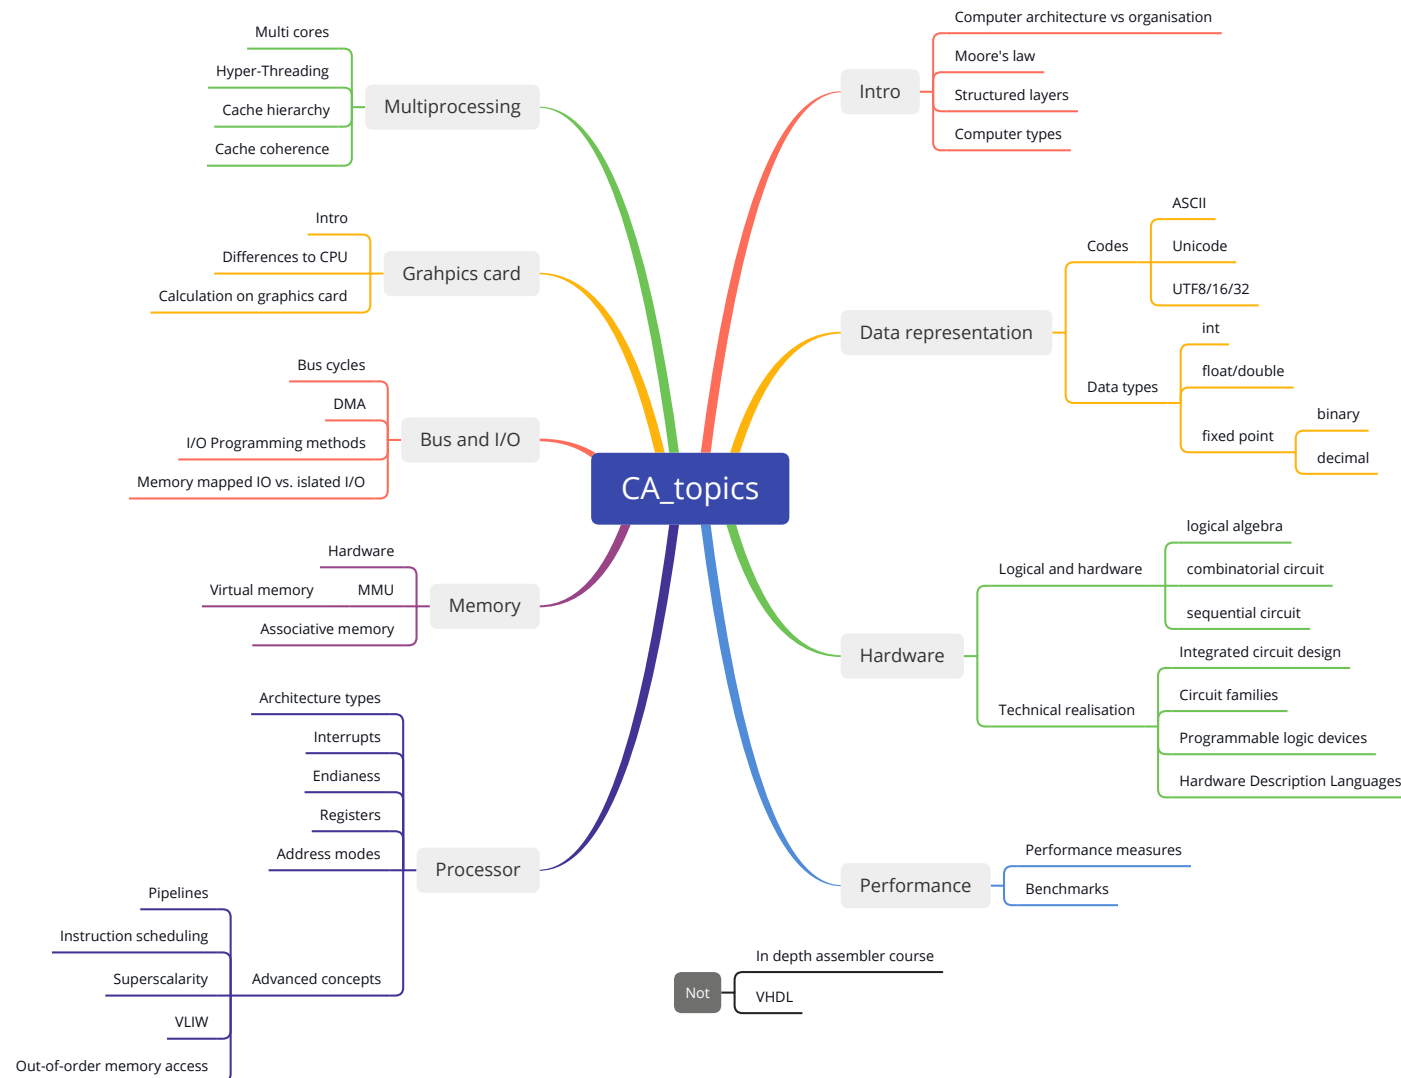 CA_topics
Intro
Computer architecture vs organisation
Moore's law
Structured layers
Computer types
Data representation
Codes
ASCII
Unicode
UTF8/16/32
Data types
int
float/double
fixed point
binary
decimal
Hardware
Logical and hardware
logical algebra
combinatorial circuit
sequential circuit
Technical realisation
Integrated circuit design
Circuit families
Programmable logic devices
Hardware Description Languages
Performance
Performance measures
Benchmarks
Multiprocessing
Multi cores
Hyper-Threading
Cache hierarchy
Cache coherence
Grahpics card
Intro
Differences to CPU
Calculation on graphics card
Bus and I/O
Bus cycles
DMA
I/O Programming methods
Memory mapped IO vs. islated I/O
Memory
Hardware
MMU
Virtual memory
Associative memory
Processor
Architecture types
Interrupts
Endianess
Registers
Address modes
Advanced concepts
Pipelines
Instruction scheduling
Superscalarity
VLIW
Out-of-order memory access
Not
In depth assembler course
VHDL